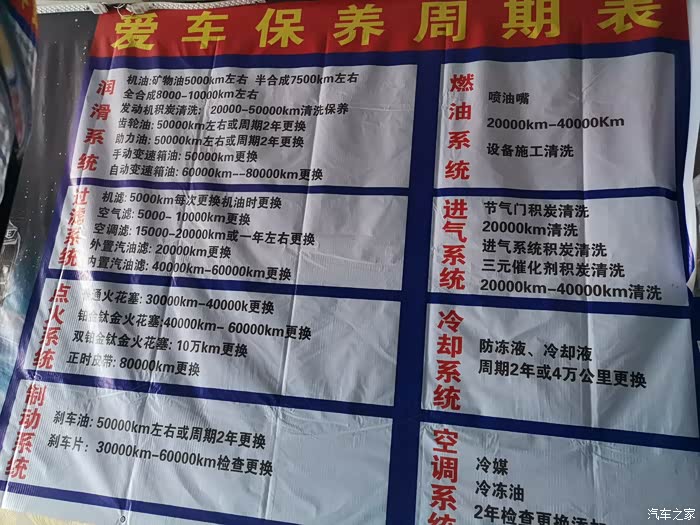 爱车保养周期表
润滑系统
机油:矿物油5000km左右 半合成7500km左右
全合成8000-10000km左右
发动机积炭清洗: 20000-50000km清洗保养
齿轮油: 50000km左右或周期2年更换
助力油: 50000km左右或周期2年更换
手动变速箱油: 50000km更换
自动变速箱油: 60000km--80000km更换
过滤系统
机滤: 5000km每次更换机油时更换
空气滤: 5000- 10000km更换
空调滤: 15000-20000km或一年左右更换
外置汽油滤: 20000km更换
内置汽油滤: 40000km-60000km更换
点火系统
普通火花塞: 30000km-40000k更换
铂金钛金火花塞:40000km- 60000km更换
双铂金钛金火花塞: 10万km更换
正时皮带: 80000km更换
制动系统
刹车油: 50000km左右或周期2年更换
刹车片: 30000km-60000km检查更换
燃油系统
喷油嘴
20000km-40000Km
设备施工清洗
进气系统
节气门积炭清洗
20000km清洗
进气系统积炭清洗
三元催化剂积炭清洗
20000km-40000km清洗
冷却系统
防冻液、冷却液
周期2年或4万公里更换
空调系统
冷媒
冷冻油
2年检查更换添
汽车之家